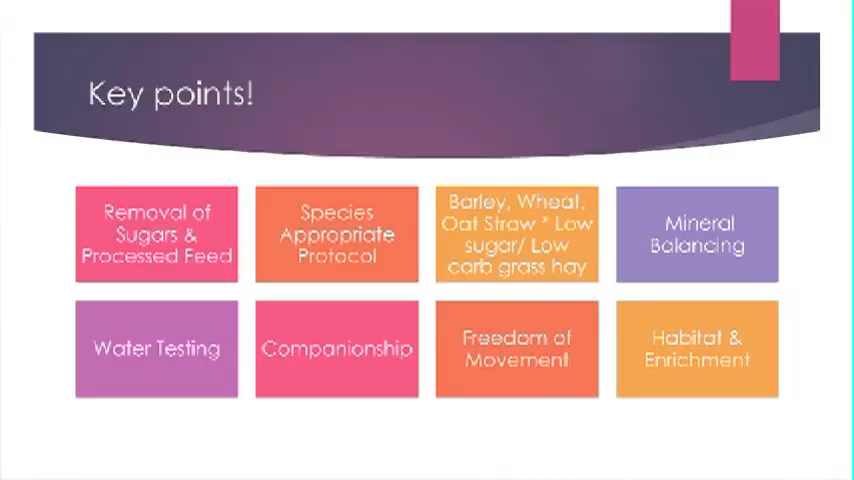 Key points!
Removal of
Sugars &
Processed Feed
Species
Appropriate
Protocol
Barley, Wheat,
Oat Straw * Low
sugar/ Low
carb grass hay
Mineral
Balancing
Water Testing
Companionship
Freedom of
Movement
Habitat &
Enrichment